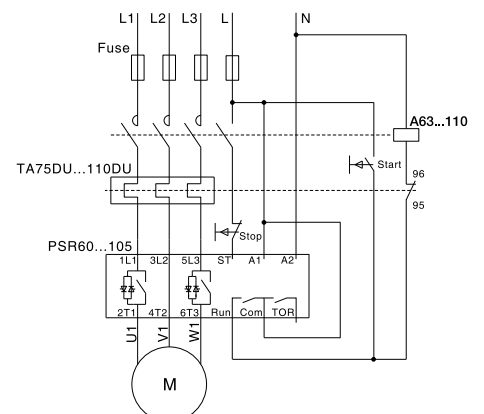 L1 L2 L3 L N
Fuse
A63...110
Start
TA75DU...110DU
96
95
Stop
PSR60...105
1L1 3L2 5L3 ST A1 A2
2T1 4T2 6T3 Run Com TOR
U1 V1 W1
M